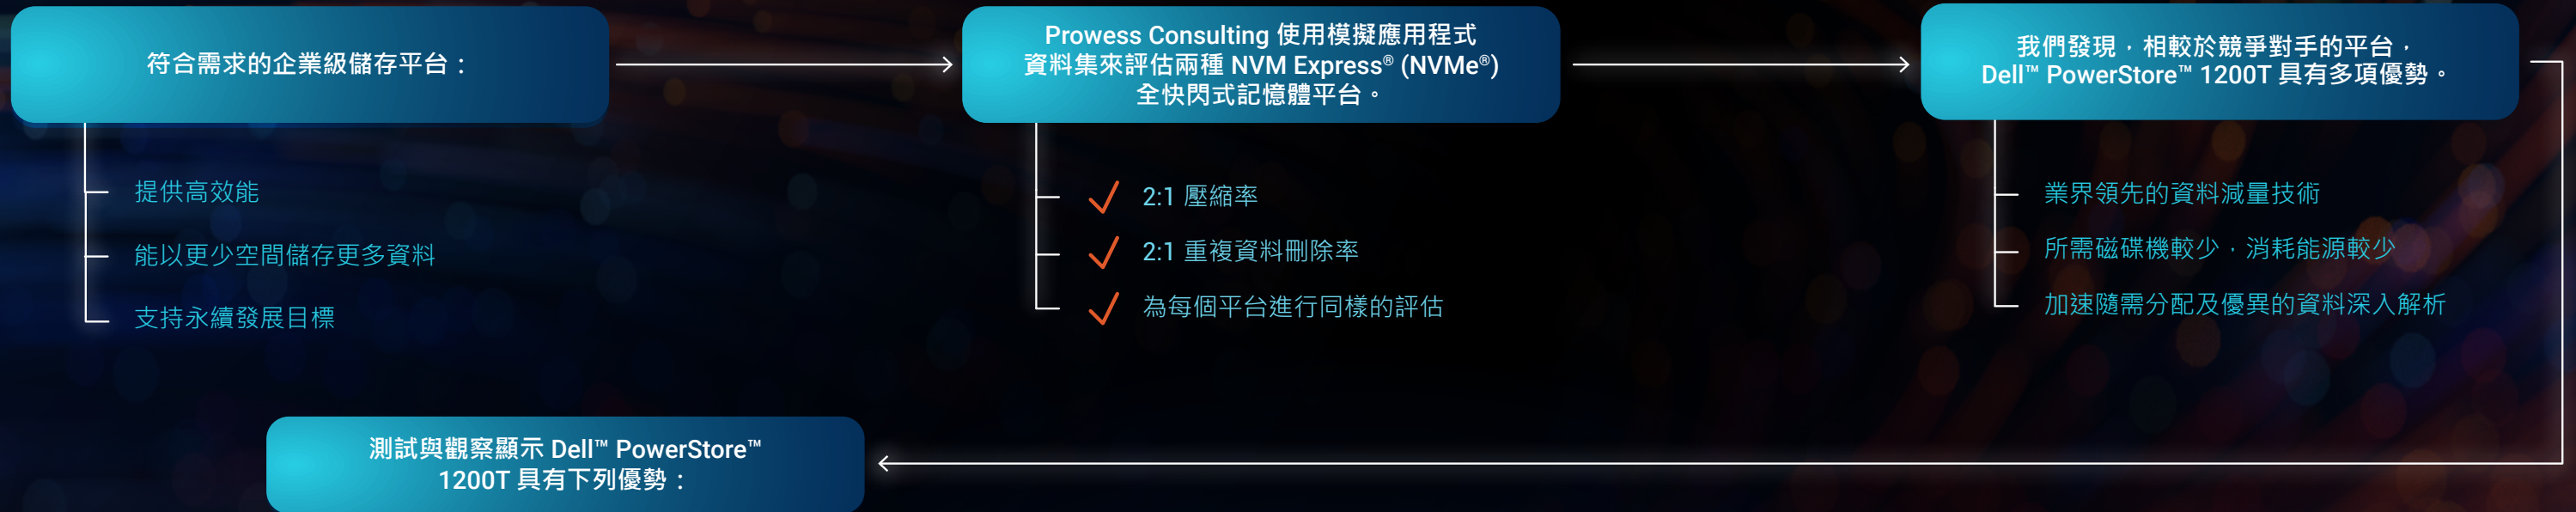 符合需求的企業級儲存平台：
提供高效能
能以更少空間儲存更多資料
支持永續發展目標
Prowess Consulting 使用模擬應用程式
資料集來評估兩種 NVM Express® (NVMe®)
全快閃式記憶體平台。
2:1 壓縮率
2:1 重複資料刪除率
為每個平台進行同樣的評估
我們發現，相較於競爭對手的平台，
Dell™ PowerStore™ 1200T 具有多項優勢。
業界領先的資料減量技術
所需磁碟機較少，消耗能源較少
加速隨需分配及優異的資料深入解析
測試與觀察顯示 Dell™ PowerStore™
1200T 具有下列優勢：